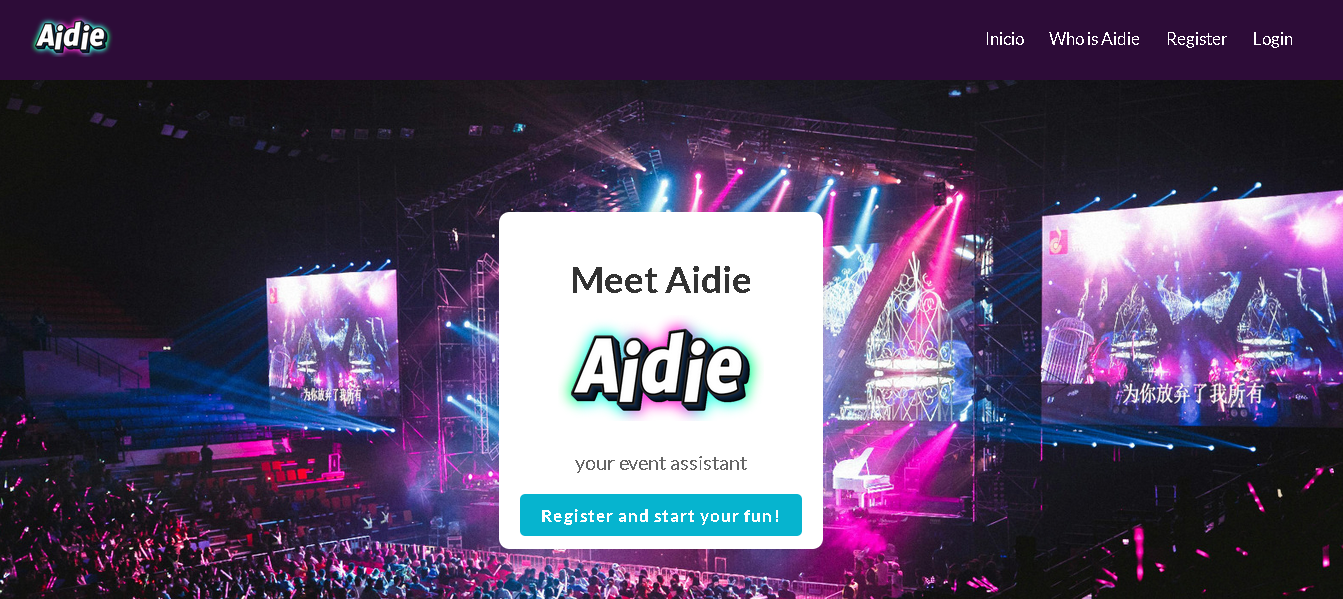 Aidie
Inicio Who is Aidie Register Login
Meet Aidie
Aidie
your event assistant
Register and start your fun!
为你放弃了我所有
为你放弃了我所有